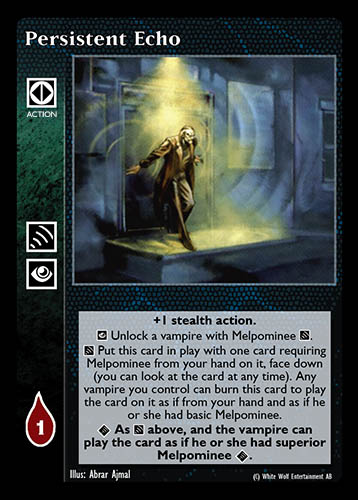 Persistent Echo
ACTION
+1 stealth action.
Unlock a vampire with Melpominee.
Put this card in play with one card requiring
Melpominee from your hand on it, face down
(you can look at the card at any time). Any
vampire you control can burn this card to play
the card on it as if from your hand and as if he
or she had basic Melpominee.
As above, and the vampire can
play the card as if he or she had superior
Melpominee.
1
Illus: Abrar Ajmal
(C) White Wolf Entertainment AB